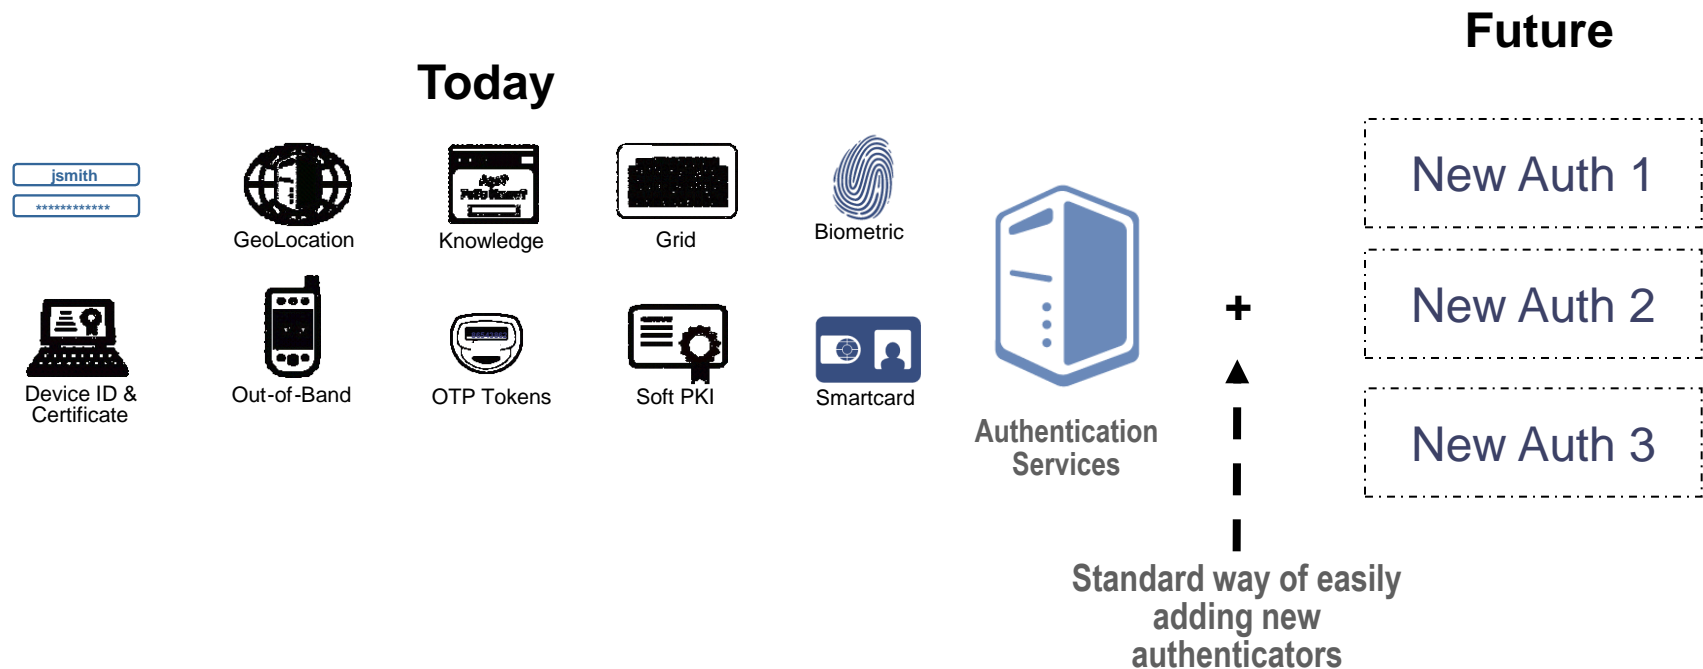 Future
Today
jsmith
************
GeoLocation
Knowledge
Grid
Biometric
New Auth 1
Device ID &
Certificate
Out-of-Band
OTP Tokens
Soft PKI
Smartcard
Authentication
Services
+
New Auth 2
New Auth 3
Standard way of easily
adding new
authenticators